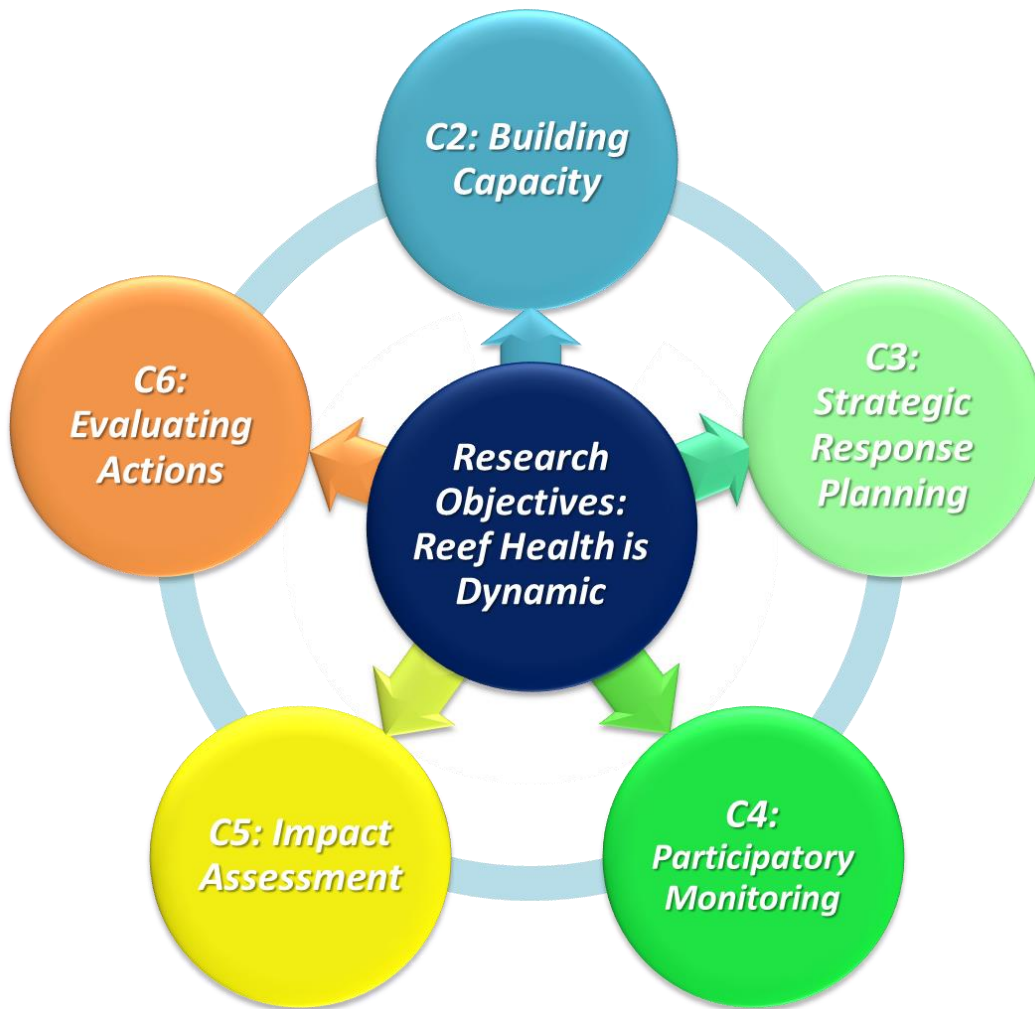 C2: Building
Capacity
C3:
Strategic
Response
Planning
C4:
Participatory
Monitoring
C5: Impact
Assessment
C6:
Evaluating
Actions
Research
Objectives:
Reef Health is
Dynamic